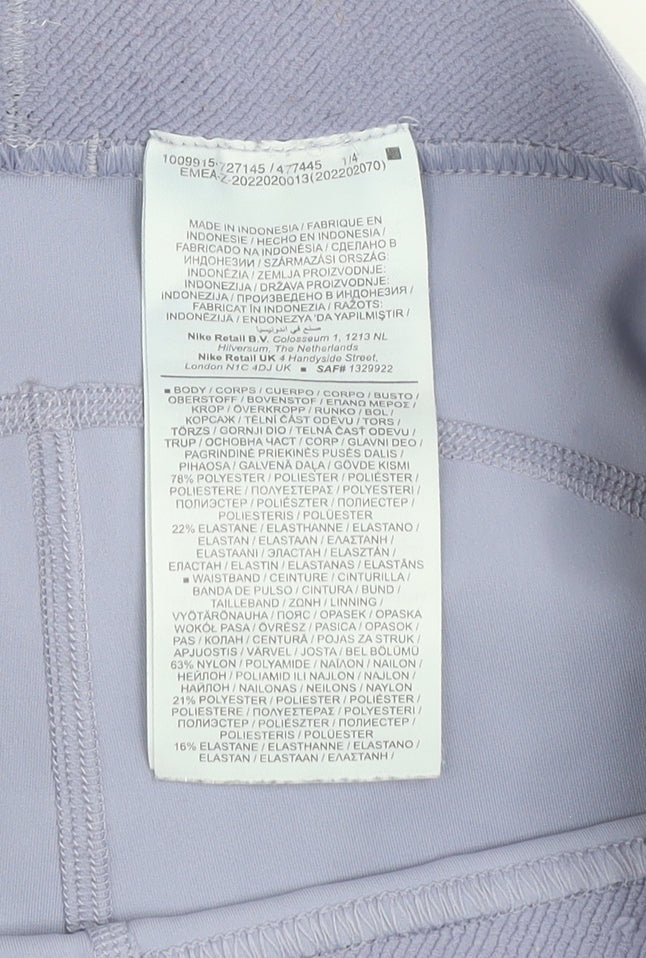 1009915-727145 / 477445 1/4
EMEA-Z-2022020013(202202070)
MADE IN INDONESIA / FABRIQUE EN
INDONESIE / HECHO EN INDONESIA /
FABRICADO NA INDONÉSIA / СДЕЛАНО В
ИНДОНЕЗИИ / SZÁRMAZÁSI ORSZÁG:
INDONÉZIA / ZEMLJA PROIZVODNJE:
INDONEZIJA / DRŽAVA PROIZVODNJE:
INDONEZIJA / ПРОИЗВЕДЕНО В ИНДОНЕЗИЯ /
FABRICAT ÎN INDONEZIA / RAŽOTS:
INDONĒZIJĀ / ENDONEZYA 'DA YAPILMIŞTIR /
صنع في اندونيسيا
Nike Retail B.V. Colosseum 1, 1213 NL
Hilversum, The Netherlands
Nike Retail UK 4 Handyside Street,
London N1C 4DJ UK ■ SAF# 1329922
■ BODY / CORPS / CUERPO / CORPO / BUSTO /
OBERSTOFF / BOVENSTOF / ΕΠΑΝΩ ΜΕΡΟΣ /
KROP / ÖVERKROPP / RUNKO / BOL /
КОРСАЖ / TĚLNÍ ČÁST ODĚVU / TORS /
TÖRZS / GORNJI DIO / TELNÁ ČASŤ ODEVU /
TRUP / ОСНОВНА ЧАСТ / CORP / GLAVNI DEO /
PAGRINDINĖ PRIEKINĖS PUSĖS DALIS /
PIHAOSA / GALVENĀ DAĻA / GÖVDE KISMI
78% POLYESTER / POLIESTER / POLIÉSTER /
POLIESTERE / ΠΟΛΥΕΣΤΕΡΑΣ / POLYESTERI /
ПОЛИЭСТЕР / POLIÉSZTER / ПОЛИЕСТЕР /
POLIESTERIS / POLÜESTER
22% ELASTANE / ELASTHANNE / ELASTANO /
ELASTAN / ELASTAAN / ΕΛΑΣΤΑΝΗ /
ELASTAANI / ЭЛАСТАН / ELASZTÁN /
ЕЛАСТАН / ELASTIN / ELASTANAS / ELASTĀNS
■ WAISTBAND / CEINTURE / CINTURILLA /
BANDA DE PULSO / CINTURA / BUND /
TAILLEBAND / ΖΩΝΗ / LINNING /
VYÖTÄRÖNAUHA / ПОЯС / OPASEK / OPASKA
WOKÓŁ PASA / ÖVRÉSZ / PASICA / OPASOK /
PAS / КОЛАН / CENTURĂ / POJAS ZA STRUK /
APJUOSTIS / VÄRVEL / JOSTA / BEL BÖLÜMÜ
63% NYLON / POLYAMIDE / ΝΑΪΛΟΝ / NAILON /
НЕЙЛОН / POLIAMID ILI NAJLON / NAJLON /
НАЙЛОН / NAILONAS / NEILONS / NAYLON
21% POLYESTER / POLIESTER / POLIÉSTER /
POLIESTERE / ΠΟΛΥΕΣΤΕΡΑΣ / POLYESTERI /
ПОЛИЭСТЕР / POLIÉSZTER / ПОЛИЕСТЕР /
POLIESTERIS / POLÜESTER
16% ELASTANE / ELASTHANNE / ELASTANO /
ELASTAN / ELASTAAN / ΕΛΑΣΤΑΝΗ /